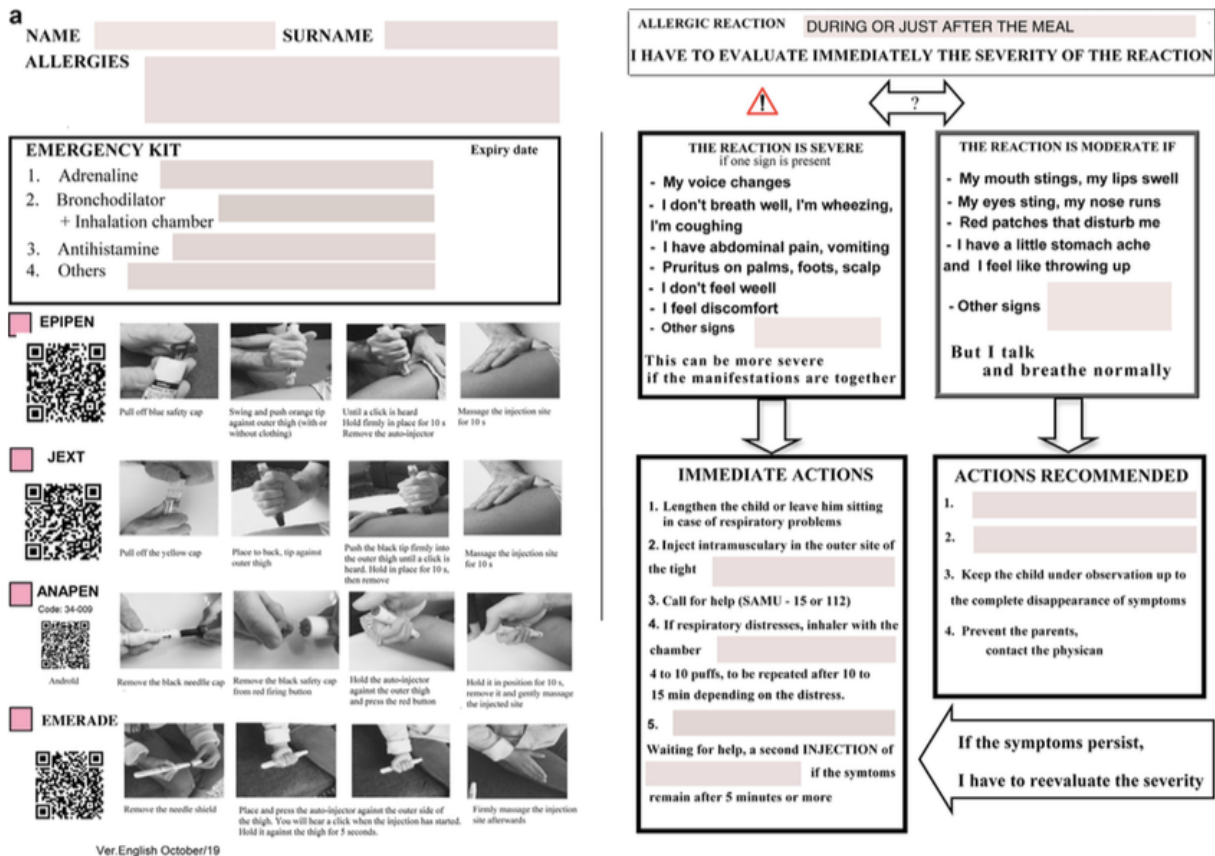 a
NAME
SURNAME
ALLERGIES
EMERGENCY KIT
Expiry date
1. Adrenaline
2. Bronchodilator
+ Inhalation chamber
3. Antihistamine
4. Others
EPIPEN
Pull off blue safety cap
Swing and push orange tip
against outer thigh (with or
without clothing)
Until a click is heard
Hold firmly in place for 10 s
Remove the auto-injector
Massage the injection site
for 10 s
JEXT
Pull off the yellow cap
Place to back, tip against
outer thigh
Push the black tip firmly into
the outer thigh until a click is
heard. Hold in place for 10 s,
then remove
Massage the injection site
for 10 s
ANAPEN
Code: 34-009
Androld
Remove the black needle cap
Remove the black safety cap
from red firing button
Hold the auto-injector
against the outer thigh
and press the red button
Hold it in position for 10 s,
remove it and gently massage
the injected site
EMERADE
Remove the needle shield
Place and press the auto-injector against the outer side of
the thigh. You will hear a click when the injection has started.
Hold it against the thigh for 5 seconds.
Firmly massage the injection
site afterwards
Ver.English October/19
ALLERGIC REACTION DURING OR JUST AFTER THE MEAL
I HAVE TO EVALUATE IMMEDIATELY THE SEVERITY OF THE REACTION
!
?
THE REACTION IS SEVERE
if one sign is present
- My voice changes
- I don't breath well, I'm wheezing,
I'm coughing
- I have abdominal pain, vomiting
- Pruritus on palms, foots, scalp
- I don't feel weell
- I feel discomfort
- Other signs
This can be more severe
if the manifestations are together
THE REACTION IS MODERATE IF
- My mouth stings, my lips swell
- My eyes sting, my nose runs
- Red patches that disturb me
- I have a little stomach ache
and I feel like throwing up
- Other signs
But I talk
and breathe normally
IMMEDIATE ACTIONS
1. Lengthen the child or leave him sitting
in case of respiratory problems
2. Inject intramusculary in the outer site of
the tight
3. Call for help (SAMU - 15 or 112)
4. If respiratory distresses, inhaler with the
chamber
4 to 10 puffs, to be repeated after 10 to
15 min depending on the distress.
5.
Waiting for help, a second INJECTION of
if the symtoms
remain after 5 minutes or more
ACTIONS RECOMMENDED
1.
2.
3. Keep the child under observation up to
the complete disappearance of symptoms
4. Prevent the parents,
contact the physican
If the symptoms persist,
I have to reevaluate the severity